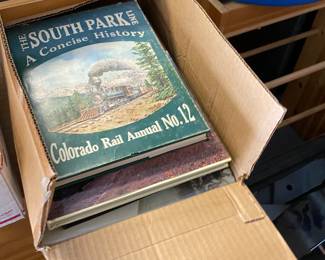 THE SOUTH PARK LINE
A Concise History
Colorado Rail Annual No. 12